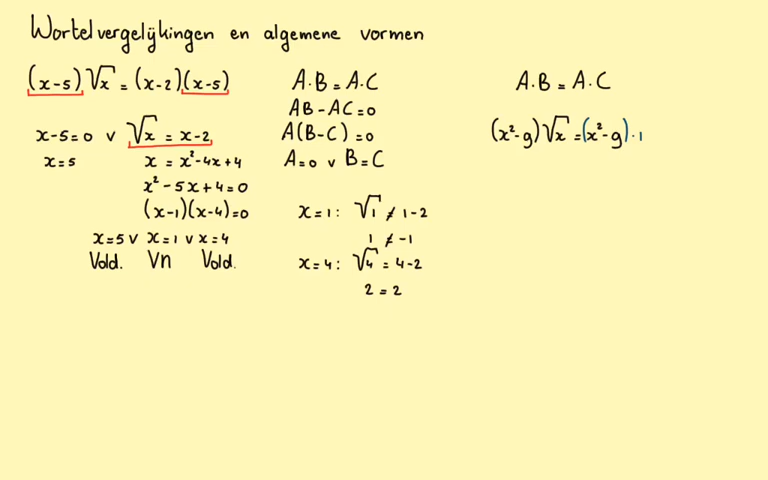 Wortelvergelijkingen en algemene vormen
(x-5)√x = (x-2)(x-5)
x-5=0 v √x = x-2
x=5 x = x²-4x+4
x²-5x+4=0
(x-1)(x-4)=0
x=5 v x=1 v x=4
Vold. Vn Vold.
A.B = A.C
AB-AC=0
A(B-C)=0
A=0 v B=C
x=1: √1 ≠ 1-2
1 ≠ -1
x=4: √4 = 4-2
2 = 2
A.B = A.C
(x²-9)√x = (x²-9)·1